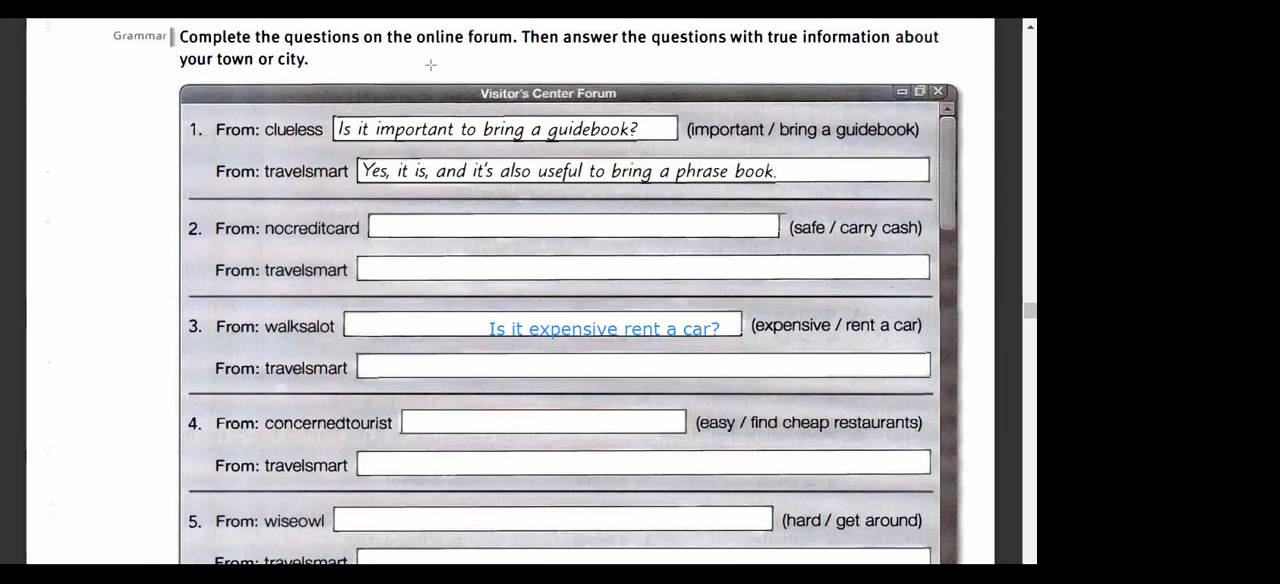 Grammar Complete the questions on the online forum. Then answer the questions with true information about
your town or city.
Visitor's Center Forum
1. From: clueless Is it important to bring a guidebook? (important / bring a guidebook)
From: travelsmart Yes, it is, and it's also useful to bring a phrase book.
2. From: nocreditcard (safe / carry cash)
From: travelsmart
3. From: walksalot Is it expensive rent a car? (expensive / rent a car)
From: travelsmart
4. From: concernedtourist (easy / find cheap restaurants)
From: travelsmart
5. From: wiseowl (hard / get around)
From: travelsmart